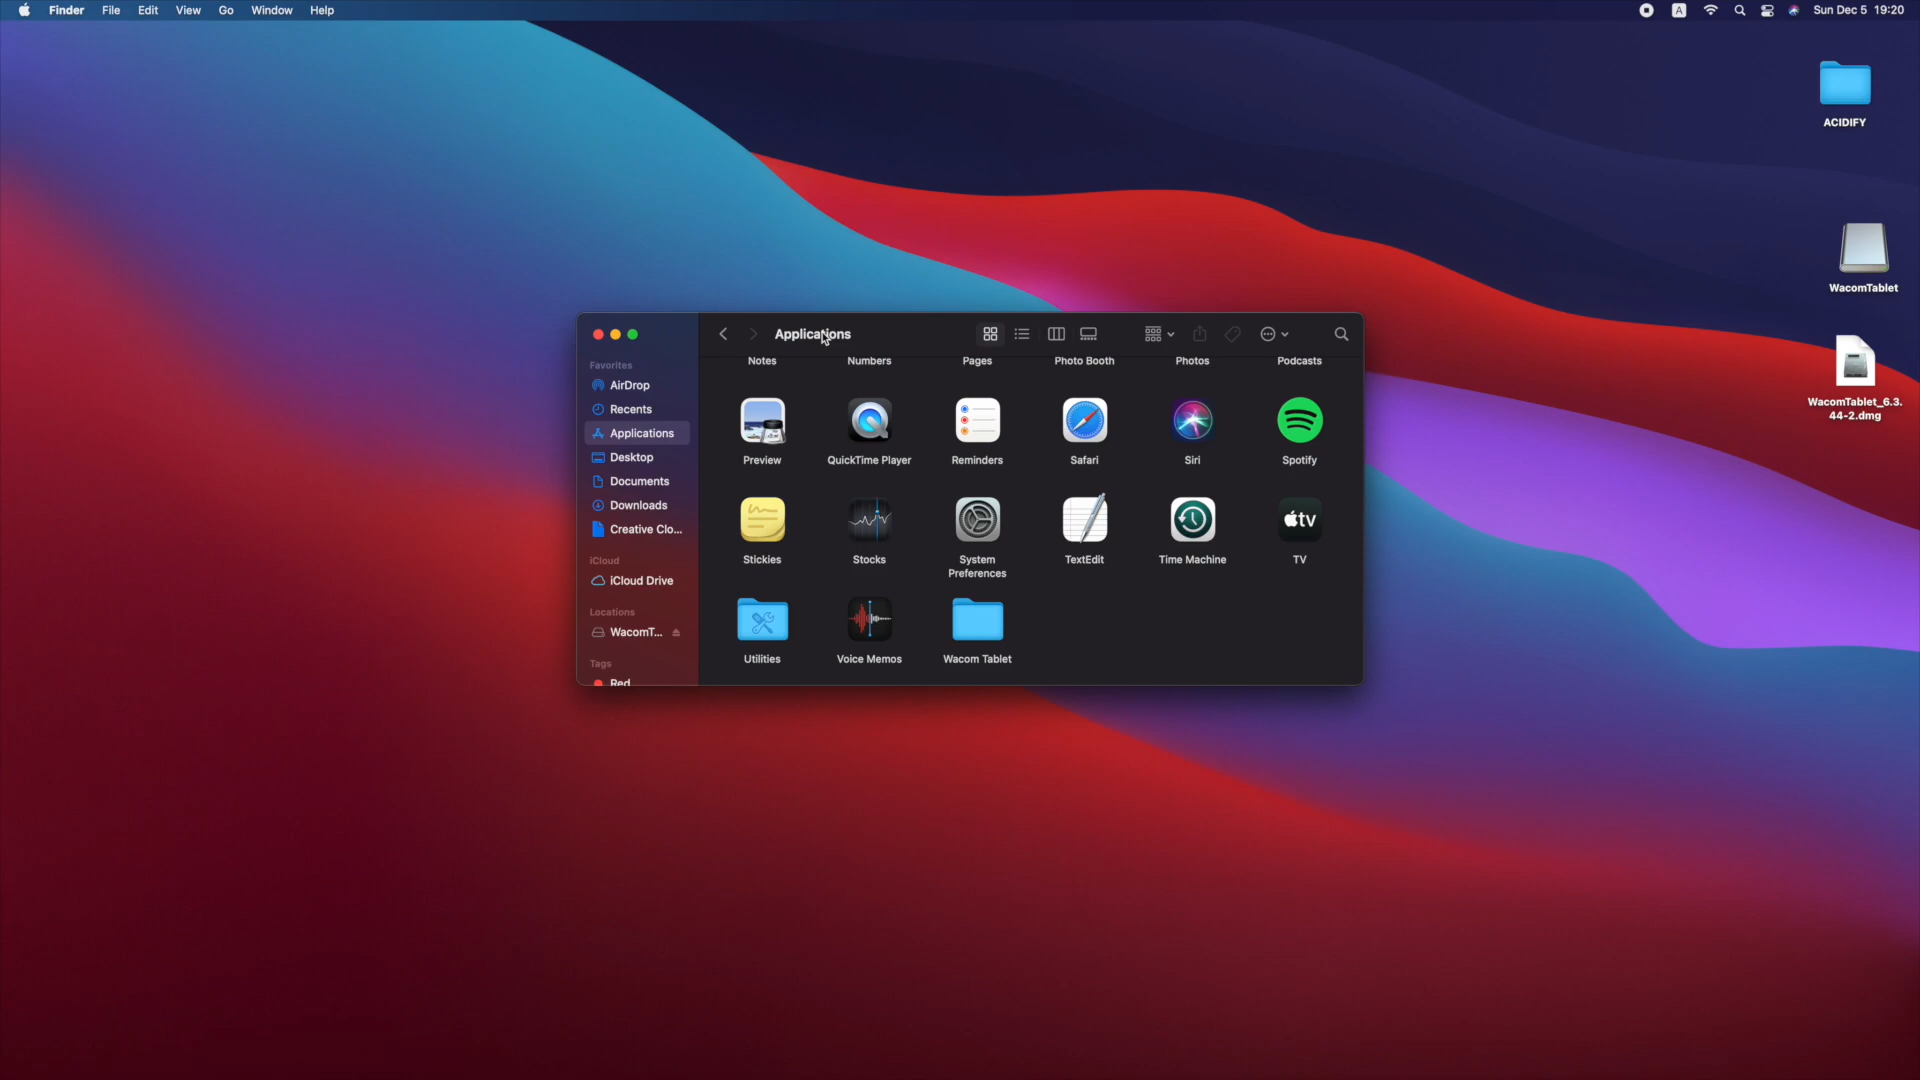 Finder File Edit View Go Window Help
A Sun Dec 5 19:20
ACIDIFY
WacomTablet
WacomTablet_6.3.
44-2.dmg
Applications
Favorites
AirDrop
Recents
Applications
Desktop
Documents
Downloads
Creative Clo...
iCloud
iCloud Drive
Locations
WacomT...
Tags
Red
Notes Numbers Pages Photo Booth Photos Podcasts
Preview QuickTime Player Reminders Safari Siri Spotify
tv
Stickies Stocks System Preferences TextEdit Time Machine TV
Utilities Voice Memos Wacom Tablet